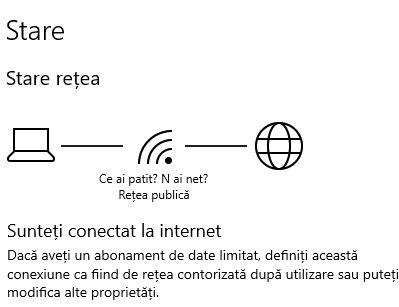 Stare
Stare rețea
Ce ai patit? N ai net?
Rețea publică
Sunteți conectat la internet
Dacă aveți un abonament de date limitat, definiți această
conexiune ca fiind de rețea contorizată după utilizare sau puteți
modifica alte proprietăți.